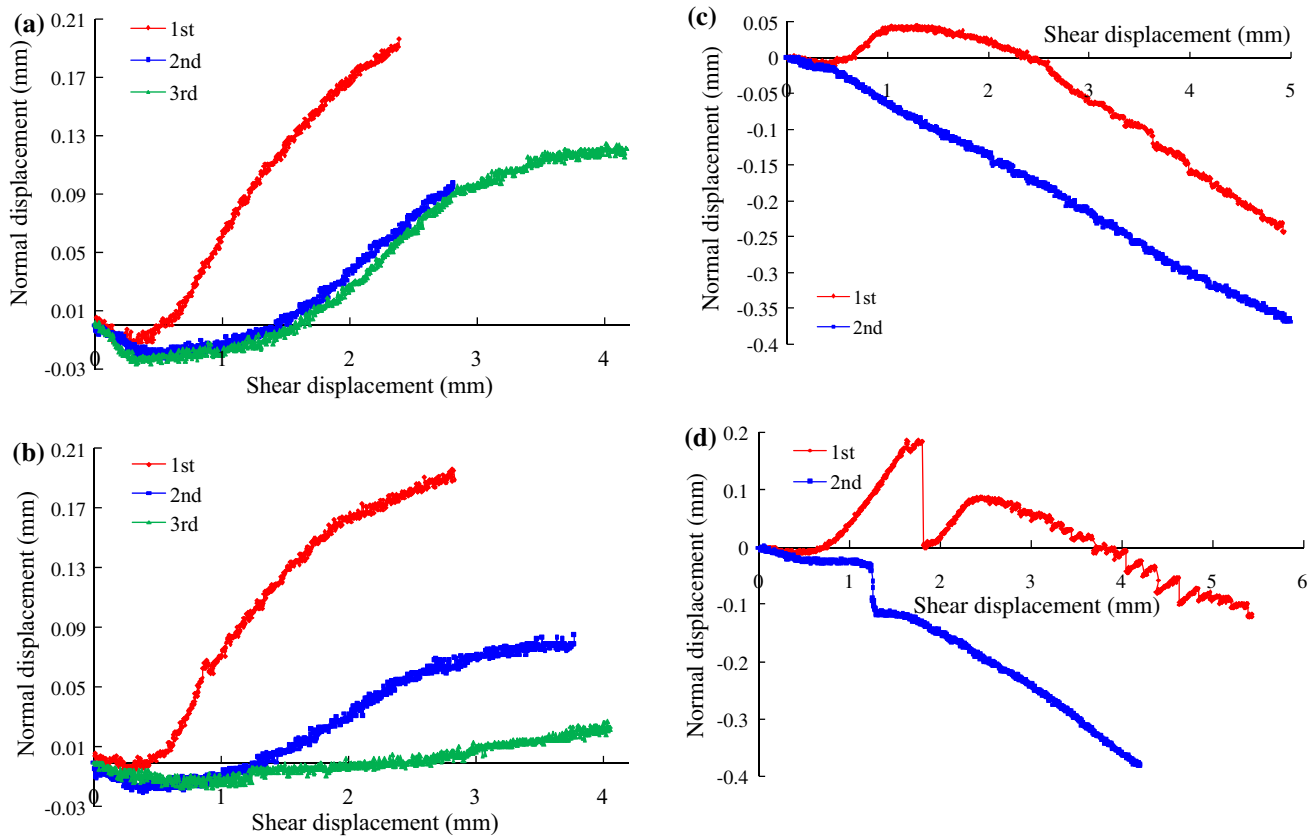 (a)
0.21
0.17
0.13
0.09
0.05
0.01
-0.03
Normal displacement (mm)
1st
2nd
3rd
0 1 2 3 4
Shear displacement (mm)
(b)
0.21
0.17
0.13
0.09
0.05
0.01
-0.03
Normal displacement (mm)
1st
2nd
3rd
0 1 2 3 4
Shear displacement (mm)
(c)
0.05
0
-0.05
-0.1
-0.15
-0.2
-0.25
-0.3
-0.35
-0.4
Normal displacement (mm)
Shear displacement (mm)
0 1 2 3 4 5
1st
2nd
(d)
0.2
0.1
0
-0.1
-0.2
-0.3
-0.4
Normal displacement (mm)
1st
2nd
0 1 2 3 4 5 6
Shear displacement (mm)